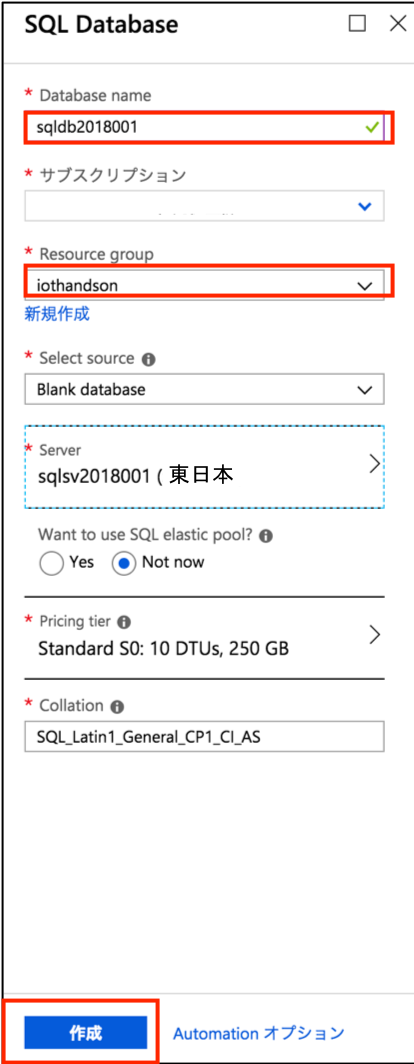 SQL Database
* Database name
sqldb2018001
* サブスクリプション
* Resource group
iothandson
新規作成
* Select source
Blank database
* Server
sqlsv2018001 ( 東日本
Want to use SQL elastic pool?
Yes Not now
* Pricing tier
Standard S0: 10 DTUs, 250 GB
* Collation
SQL_Latin1_General_CP1_CI_AS
作成 Automation オプション